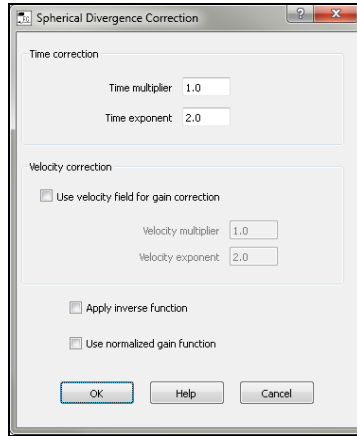 Spherical Divergence Correction
Time correction
Time multiplier 1.0
Time exponent 2.0
Velocity correction
Use velocity field for gain correction
Velocity multiplier 1.0
Velocity exponent 2.0
Apply inverse function
Use normalized gain function
OK Help Cancel